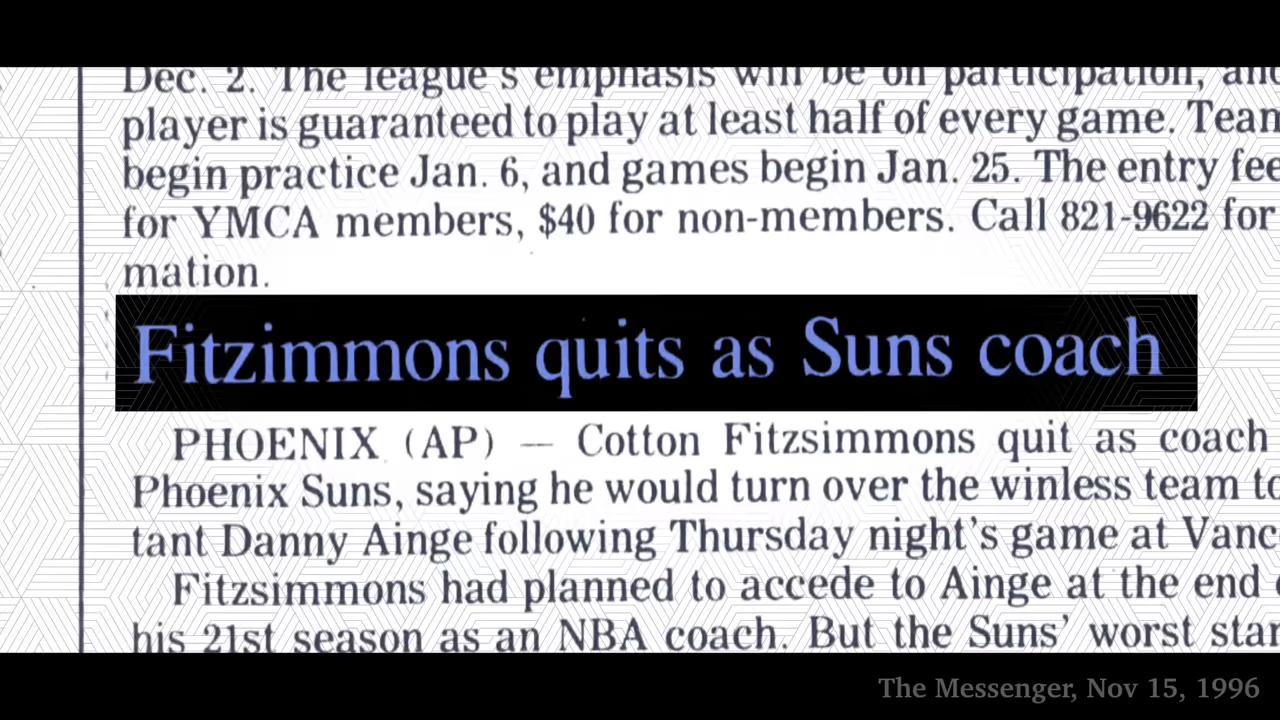 Dec. 2. The league's emphasis will be on participation, and
player is guaranteed to play at least half of every game. Team
begin practice Jan. 6, and games begin Jan. 25. The entry fee
for YMCA members, $40 for non-members. Call 821-9622 for
mation.
Fitzimmons quits as Suns coach
PHOENIX (AP) — Cotton Fitzsimmons quit as coach
Phoenix Suns, saying he would turn over the winless team to
tant Danny Ainge following Thursday night's game at Vanc
Fitzsimmons had planned to accede to Ainge at the end
his 21st season as an NBA coach. But the Suns' worst star
The Messenger, Nov 15, 1996